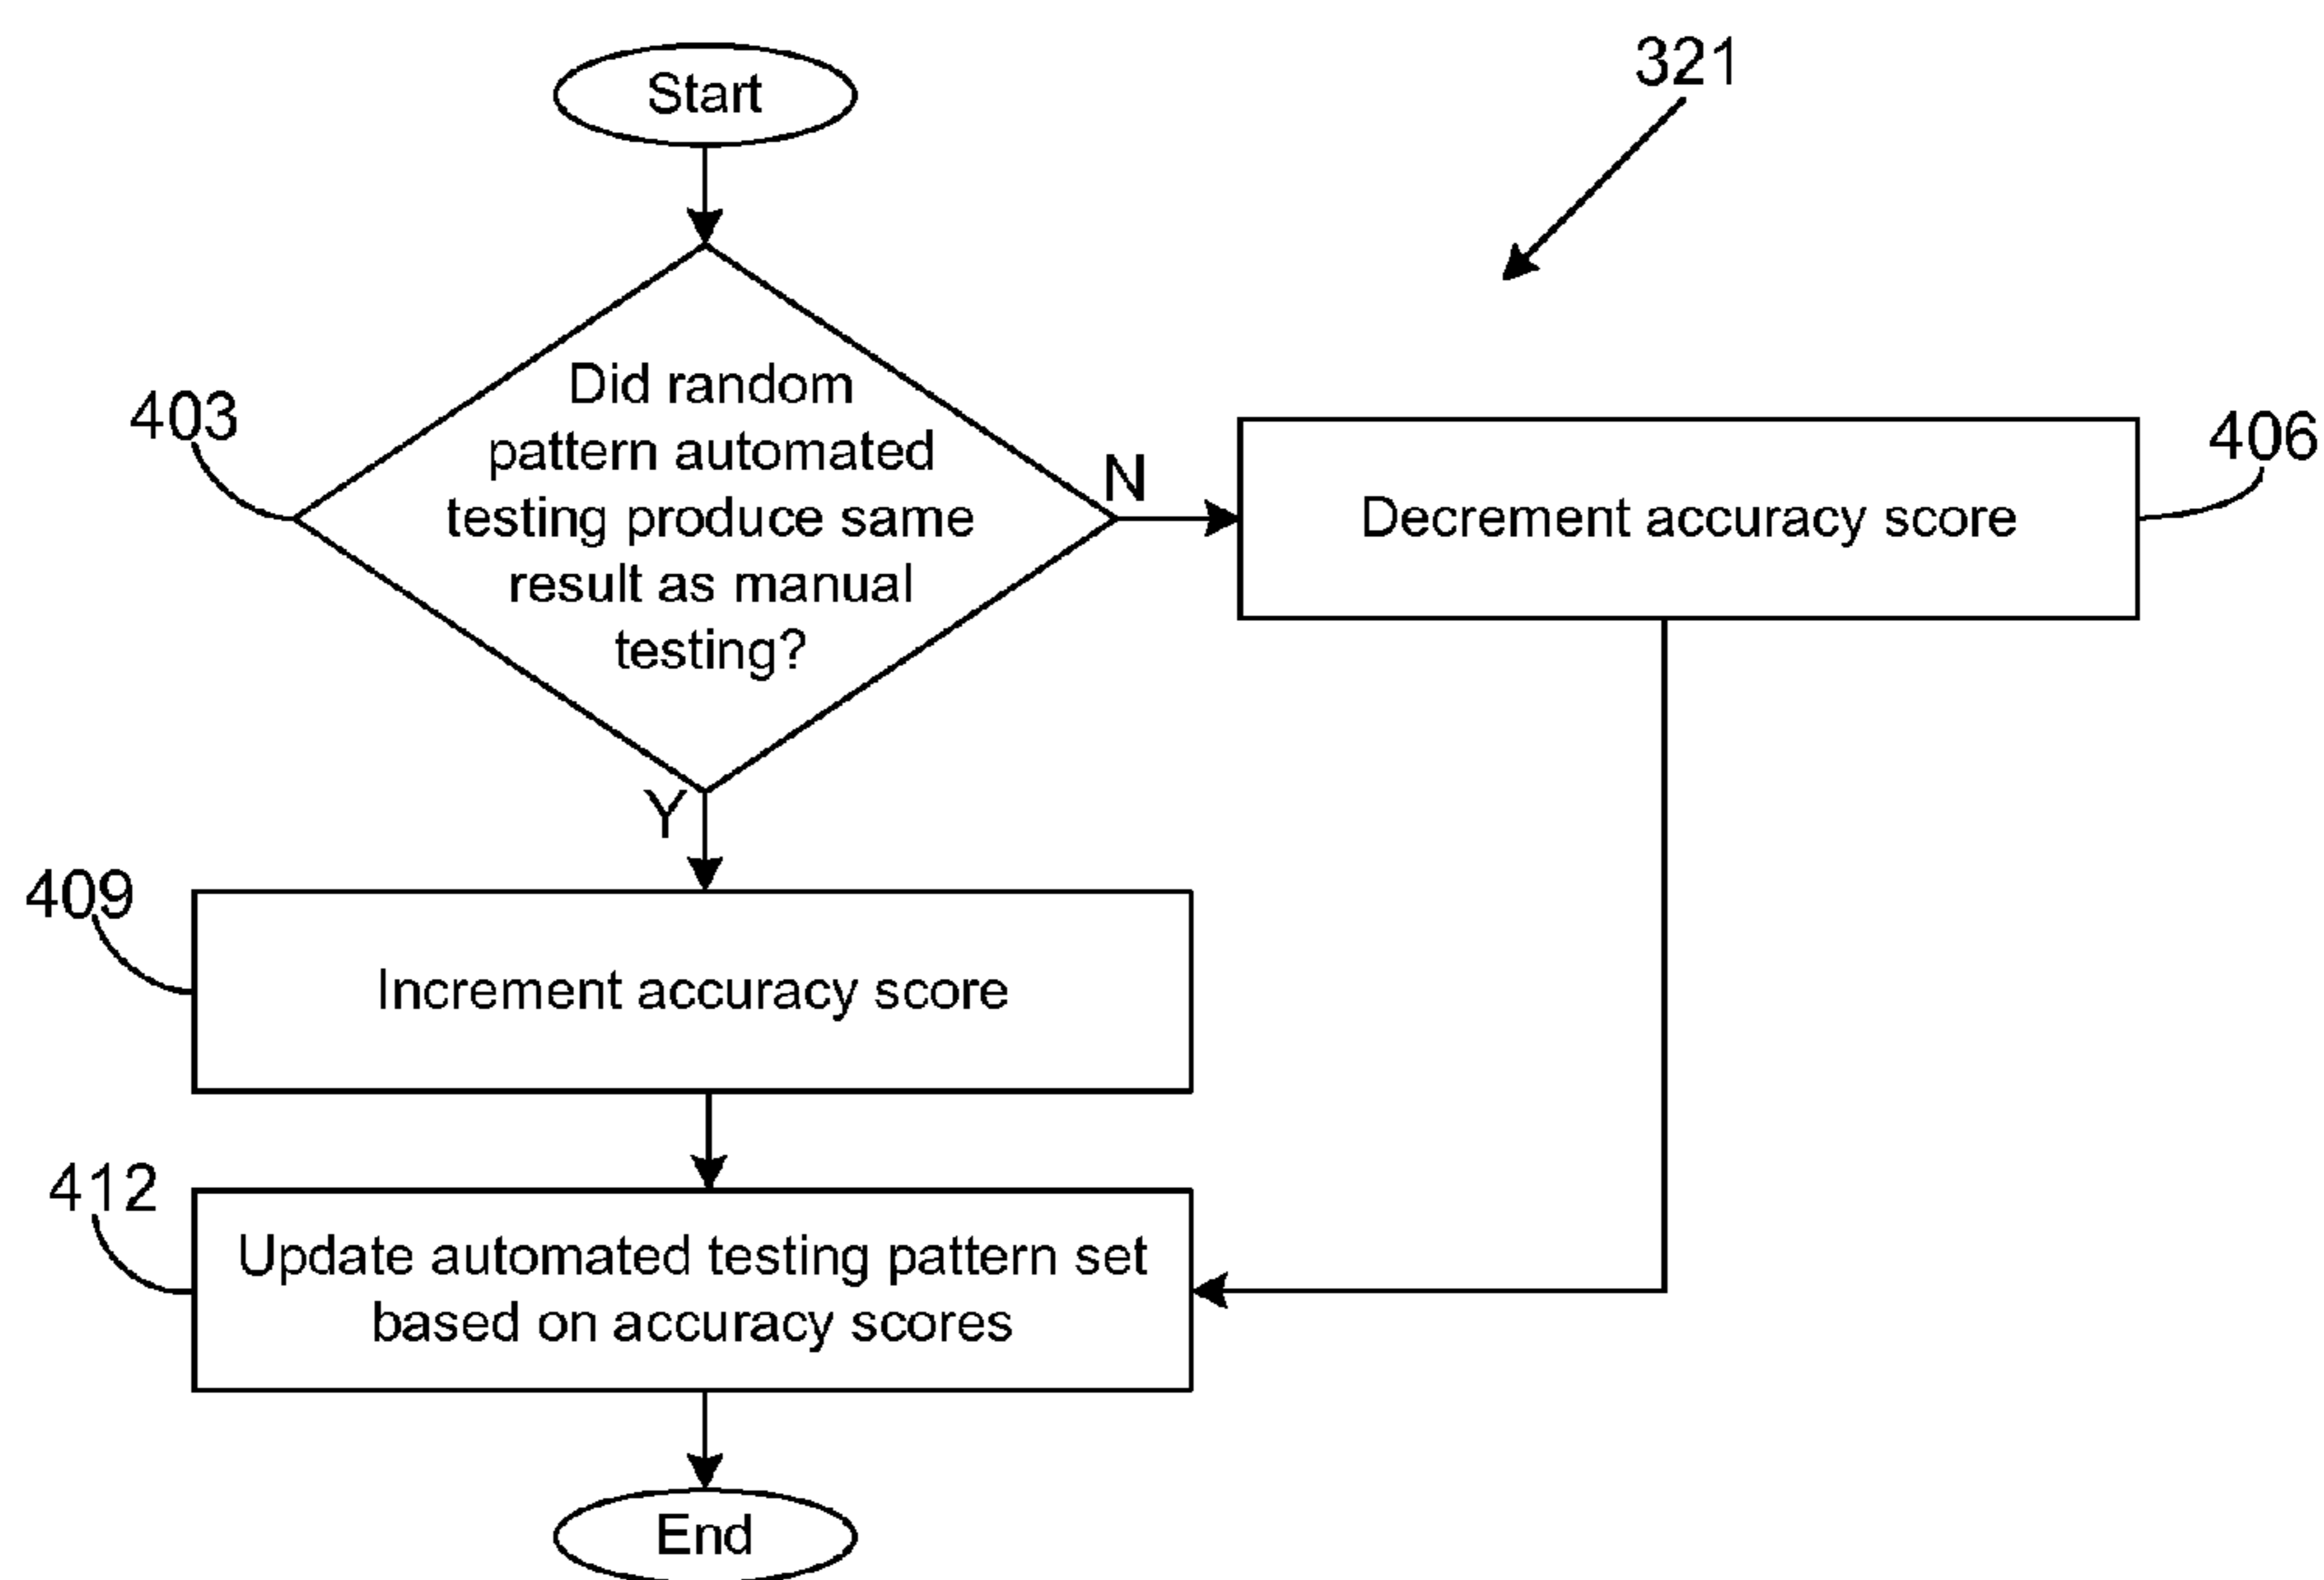 Start
321
Did random
pattern automated
testing produce same
result as manual
testing?
403
N
Decrement accuracy score
406
Y
409
Increment accuracy score
412
Update automated testing pattern set
based on accuracy scores
End